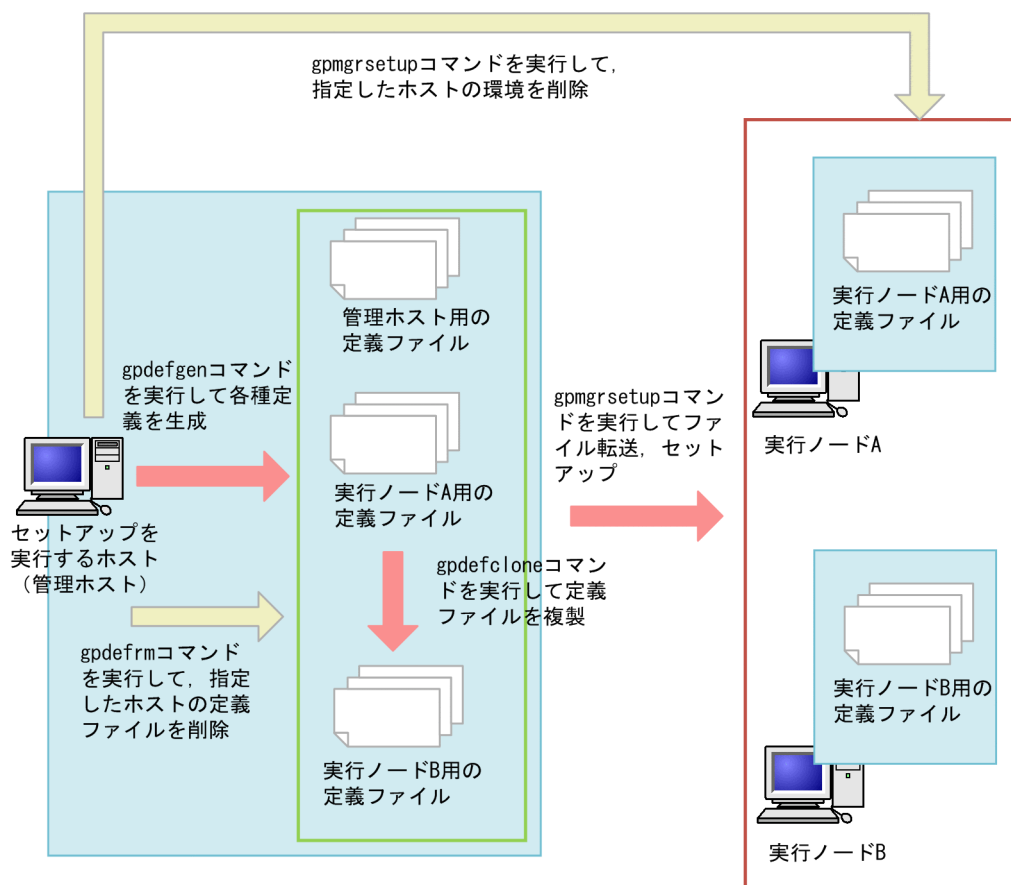 gpmgrsetupコマンドを実行して,
指定したホストの環境を削除
管理ホスト用の
定義ファイル
gpdefgenコマンド
を実行して各種定
義を生成
実行ノードA用の
定義ファイル
セットアップを
実行するホスト
(管理ホスト)
gpdefcloneコマン
ドを実行して定義
ファイルを複製
gpdefrmコマンド
を実行して, 指定
したホストの定義
ファイルを削除
実行ノードB用の
定義ファイル
gpmgrsetupコマン
ドを実行してファ
イル転送, セット
アップ
実行ノードA用の
定義ファイル
実行ノードA
実行ノードB用の
定義ファイル
実行ノードB